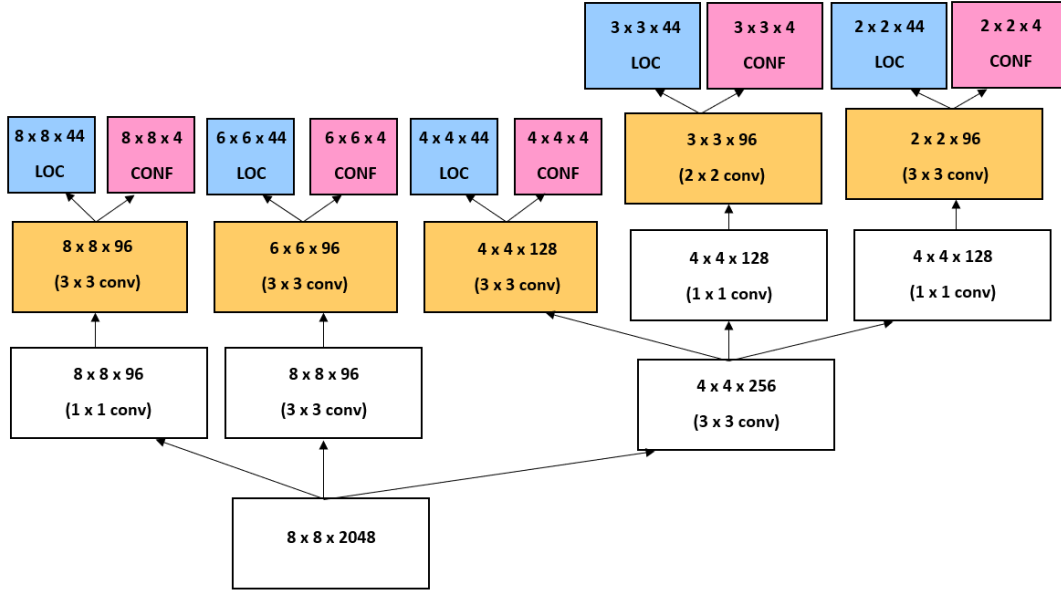 3 x 3 x 44
LOC
3 x 3 x 4
CONF
2 x 2 x 44
LOC
2 x 2 x 4
CONF
8 x 8 x 44
LOC
8 x 8 x 4
CONF
6 x 6 x 44
LOC
6 x 6 x 4
CONF
4 x 4 x 44
LOC
4 x 4 x 4
CONF
3 x 3 x 96
(2 x 2 conv)
2 x 2 x 96
(3 x 3 conv)
8 x 8 x 96
(3 x 3 conv)
6 x 6 x 96
(3 x 3 conv)
4 x 4 x 128
(3 x 3 conv)
4 x 4 x 128
(1 x 1 conv)
4 x 4 x 128
(1 x 1 conv)
8 x 8 x 96
(1 x 1 conv)
8 x 8 x 96
(3 x 3 conv)
4 x 4 x 256
(3 x 3 conv)
8 x 8 x 2048